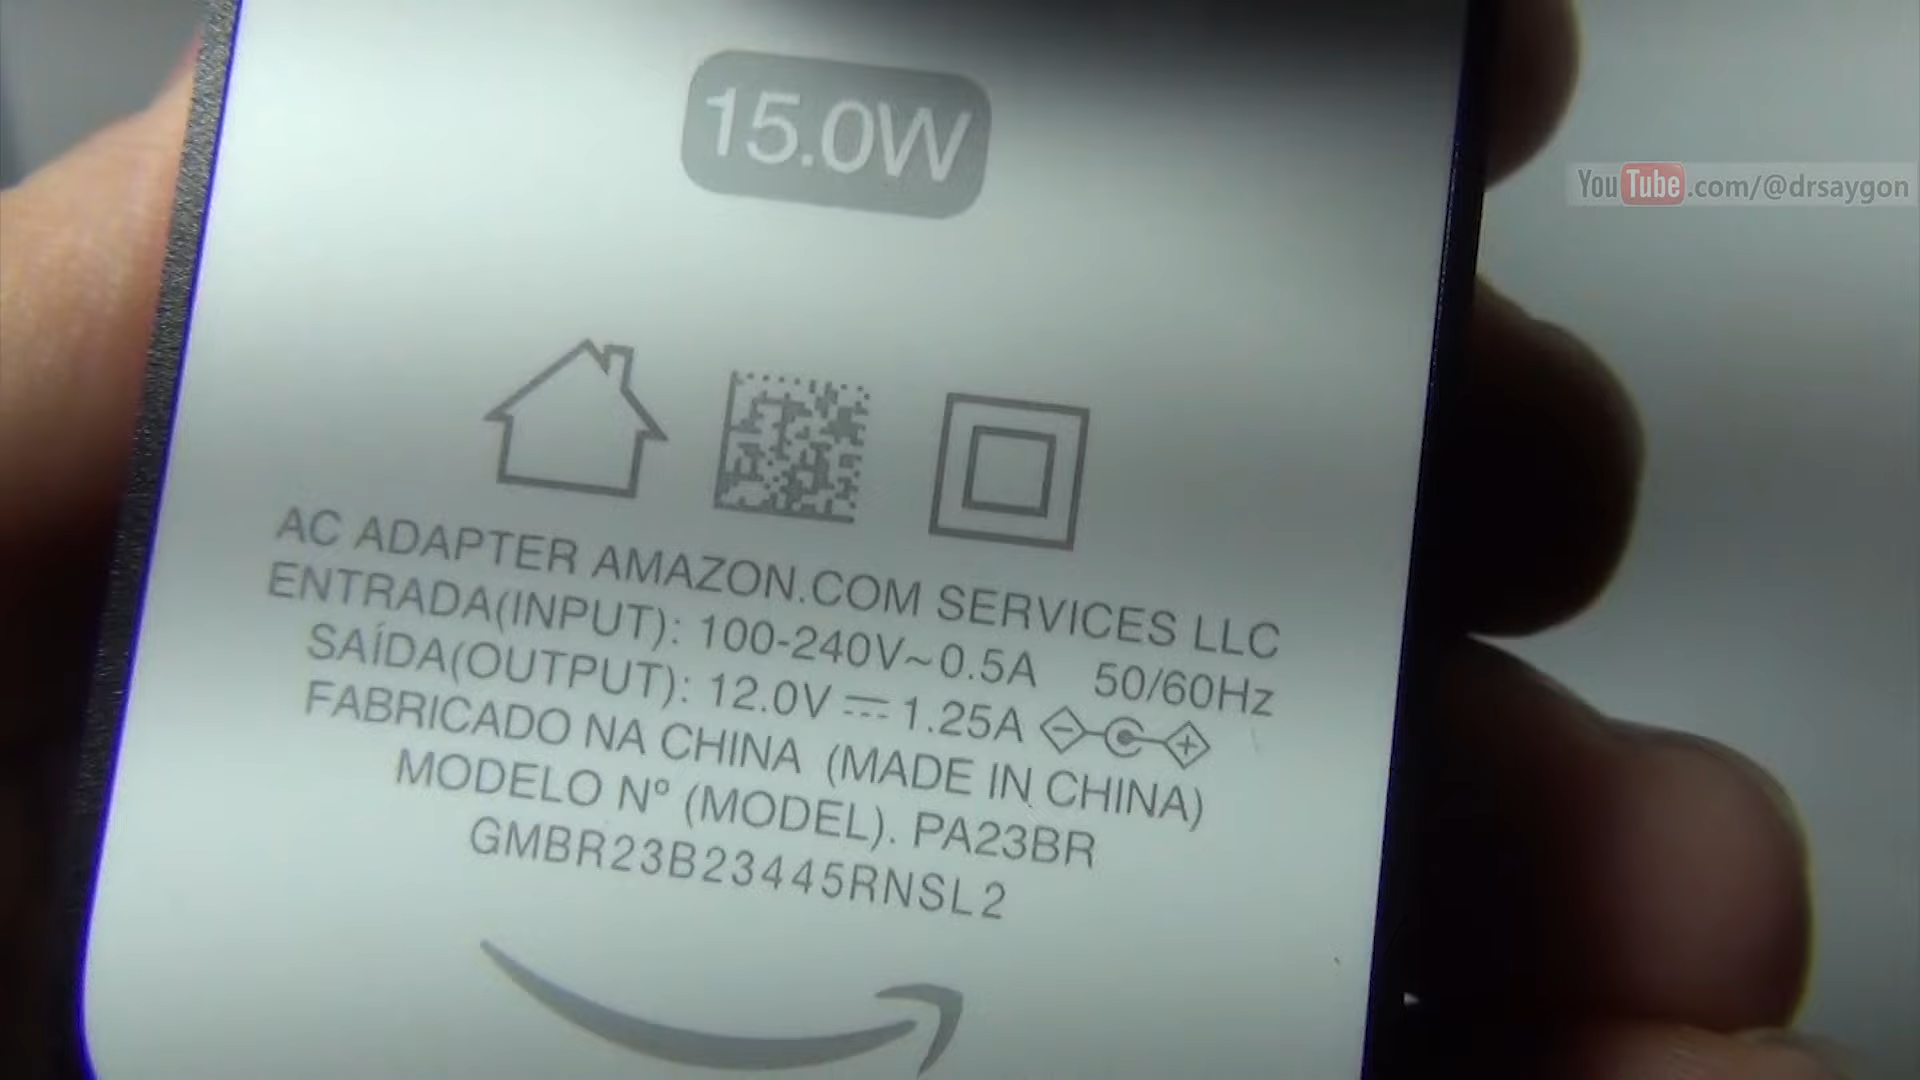 15.0W
YouTube.com/@drsaygon
AC ADAPTER AMAZON.COM SERVICES LLC
ENTRADA(INPUT): 100-240V~0.5A 50/60Hz
SAÍDA(OUTPUT): 12.0V ⎓ 1.25A
FABRICADO NA CHINA (MADE IN CHINA)
MODELO Nº (MODEL). PA23BR
GMBR23B23445RNSL2